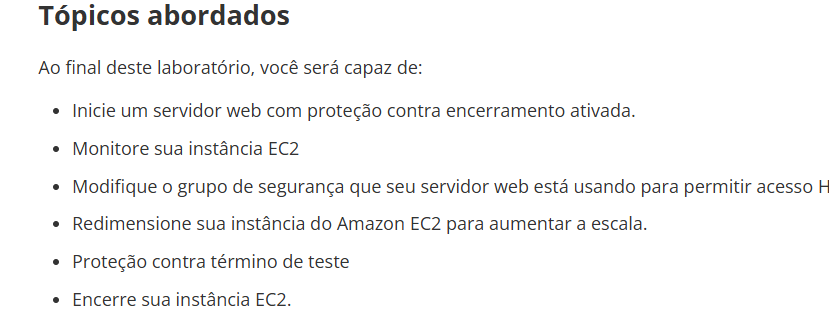 Tópicos abordados
Ao final deste laboratório, você será capaz de:
• Inicie um servidor web com proteção contra encerramento ativada.
• Monitore sua instância EC2
• Modifique o grupo de segurança que seu servidor web está usando para permitir acesso H
• Redimensione sua instância do Amazon EC2 para aumentar a escala.
• Proteção contra término de teste
• Encerre sua instância EC2.